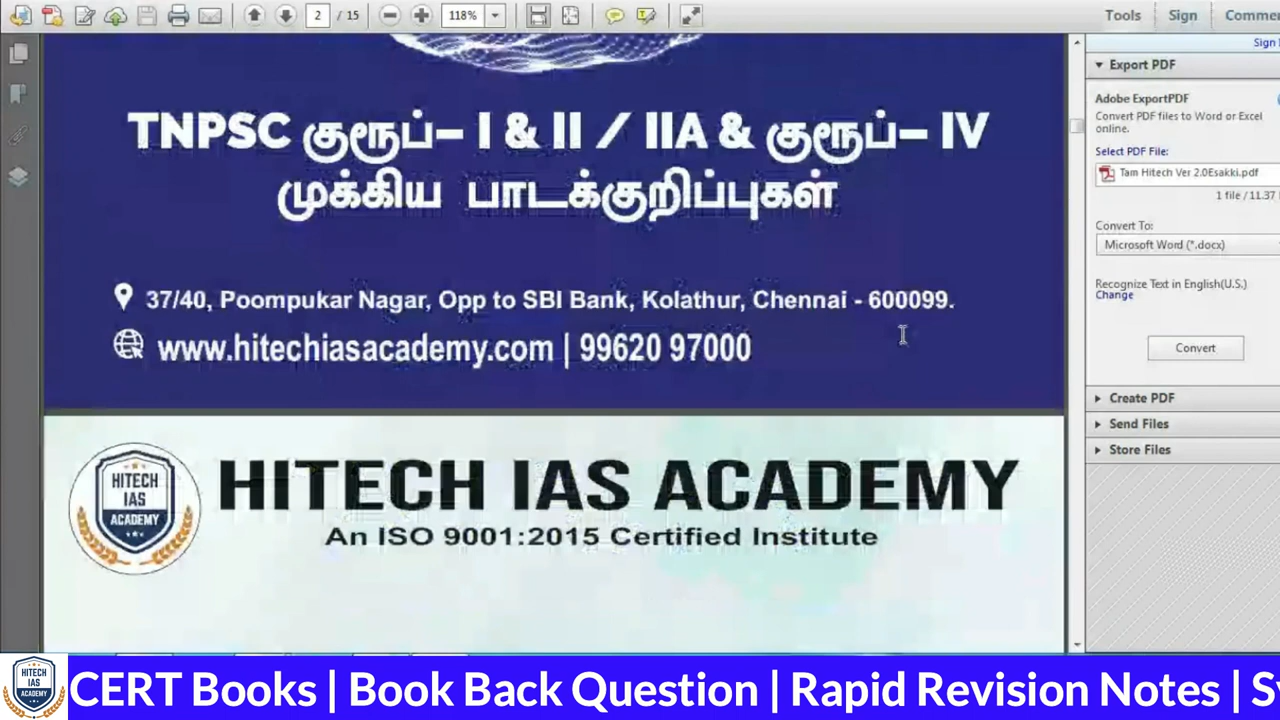 2 / 15
118%
Tools Sign
Sign
Export PDF
Adobe ExportPDF
Convert PDF files to Word or Excel
online.
Select PDF File:
Tam Hitech Ver 2.0Esakki.pdf
1 file / 11.37
Convert To:
Microsoft Word (*.docx)
Recognize Text in English(U.S.)
Change
Convert
Create PDF
Send Files
Store Files
TNPSC குரூப்– I & II / IIA & குரூப்– IV
முக்கிய பாடக்குறிப்புகள்
37/40, Poompukar Nagar, Opp to SBI Bank, Kolathur, Chennai - 600099.
www.hitechiasacademy.com | 99620 97000
HITECH
IAS
ACADEMY
HITECH IAS ACADEMY
An ISO 9001:2015 Certified Institute
HITECH
IAS
ACADEMY
CERT Books | Book Back Question | Rapid Revision Notes |